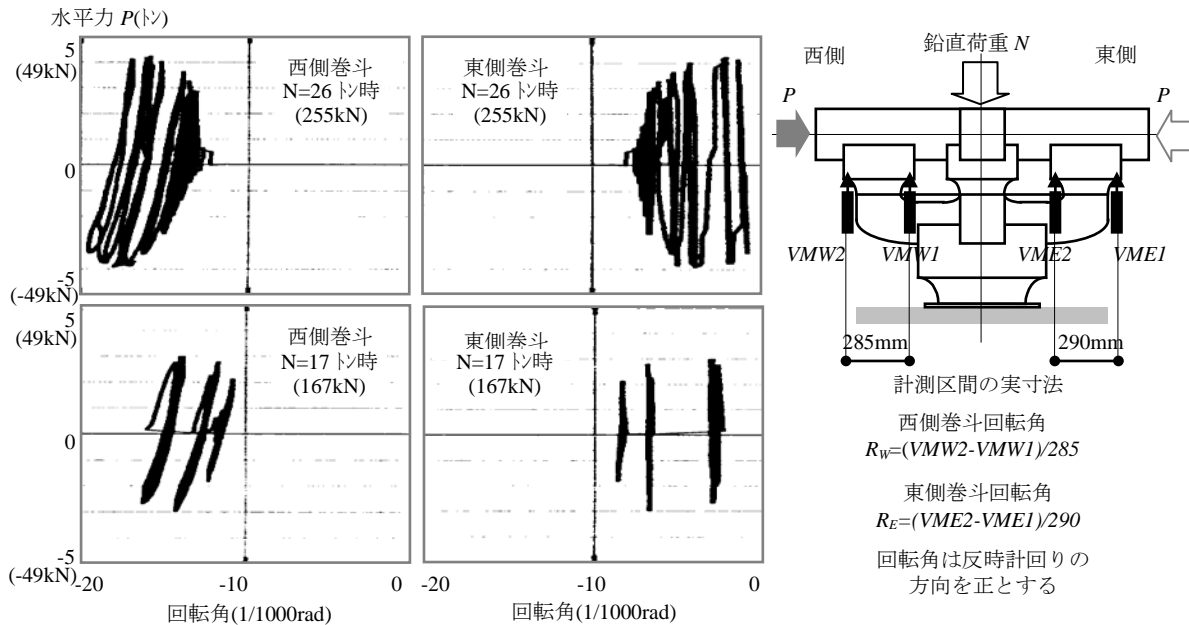 水平力 P(トン)
5
(49kN)
0
-5
(-49kN)
西側巻斗
N=26 トン時
(255kN)
東側巻斗
N=26 トン時
(255kN)
5
(49kN)
0
-5
(-49kN)
西側巻斗
N=17 トン時
(167kN)
東側巻斗
N=17 トン時
(167kN)
-20
-10
0
-10
0
回転角(1/1000rad)
回転角(1/1000rad)
鉛直荷重 N
西側
東側
P
P
VMW2
VMW1
VME2
VME1
285mm
290mm
計測区間の実寸法
西側巻斗回転角
RW=(VMW2-VMW1)/285
東側巻斗回転角
RE=(VME2-VME1)/290
回転角は反時計回りの
方向を正とする